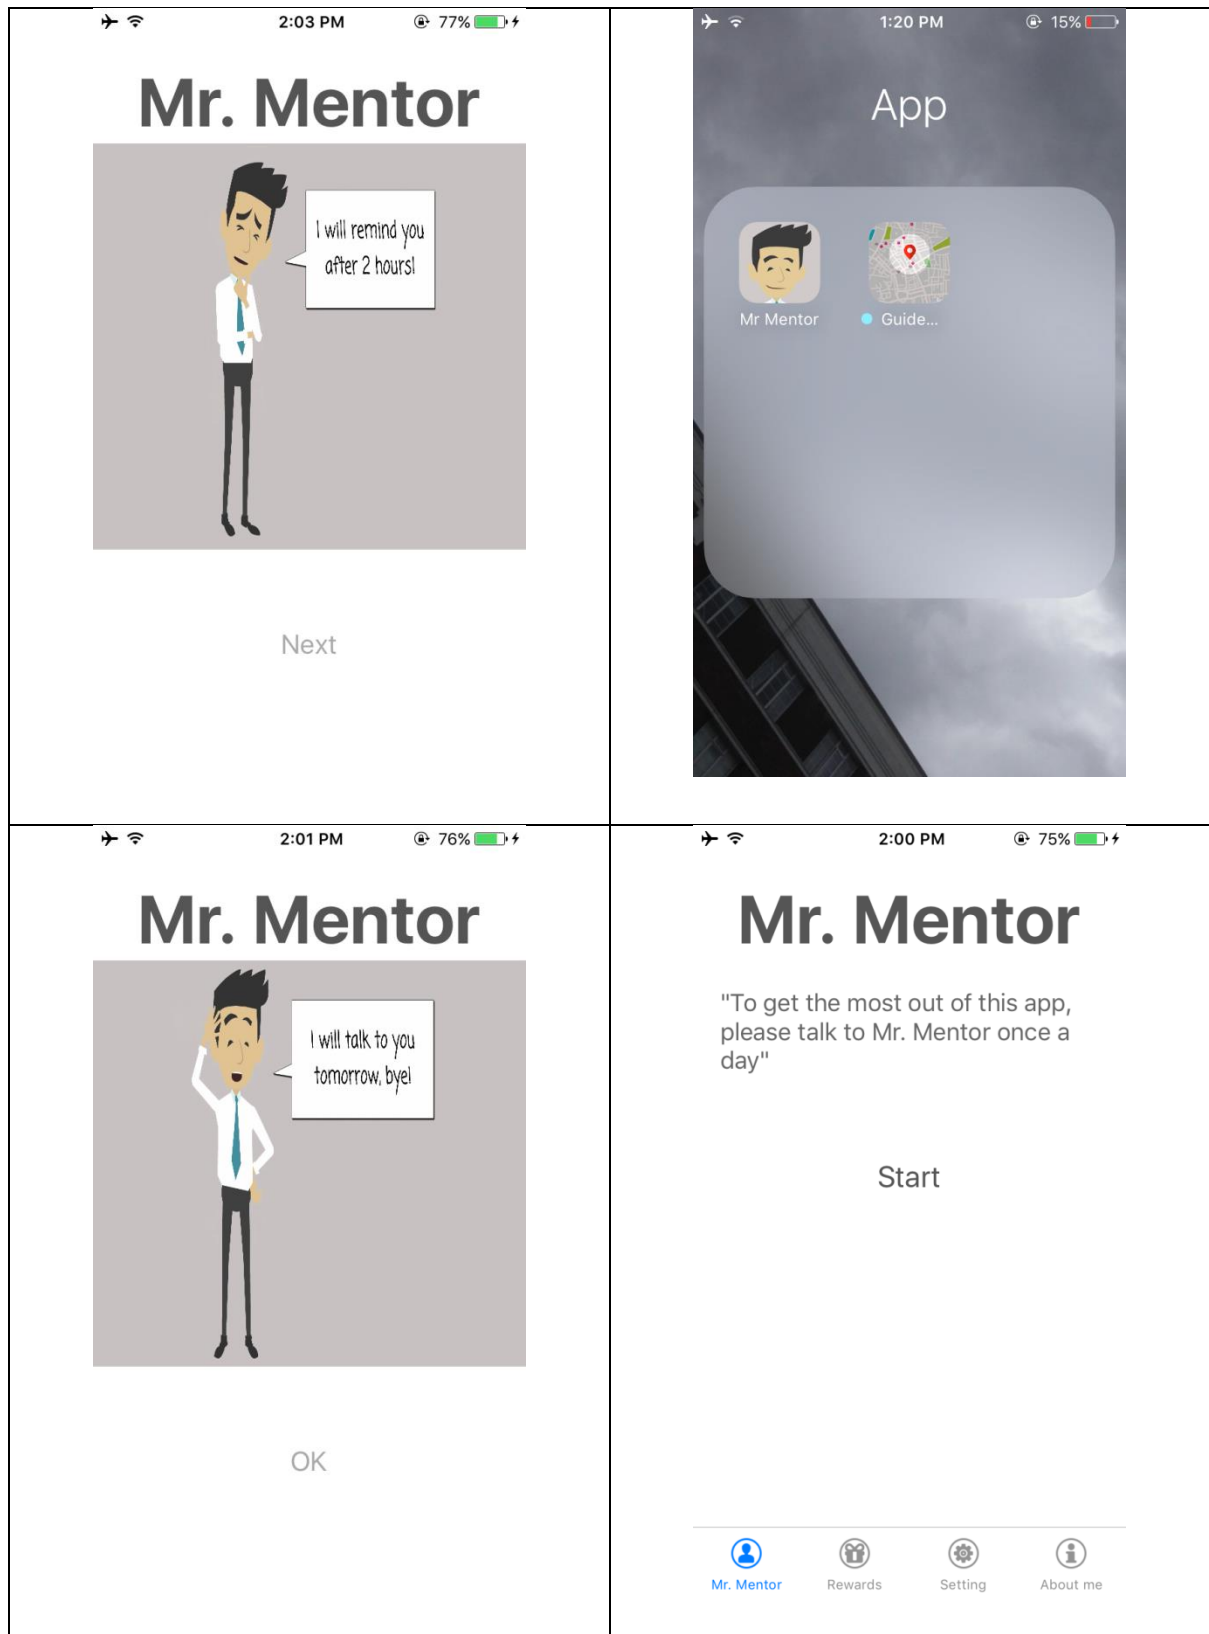 2:03 PM 77%
Mr. Mentor
I will remind you
after 2 hours!
Next
1:20 PM 15%
App
Mr Mentor Guide...
2:01 PM 76%
Mr. Mentor
I will talk to you
tomorrow, bye!
OK
2:00 PM 75%
Mr. Mentor
"To get the most out of this app,
please talk to Mr. Mentor once a
day"
Start
Mr. Mentor Rewards Setting About me